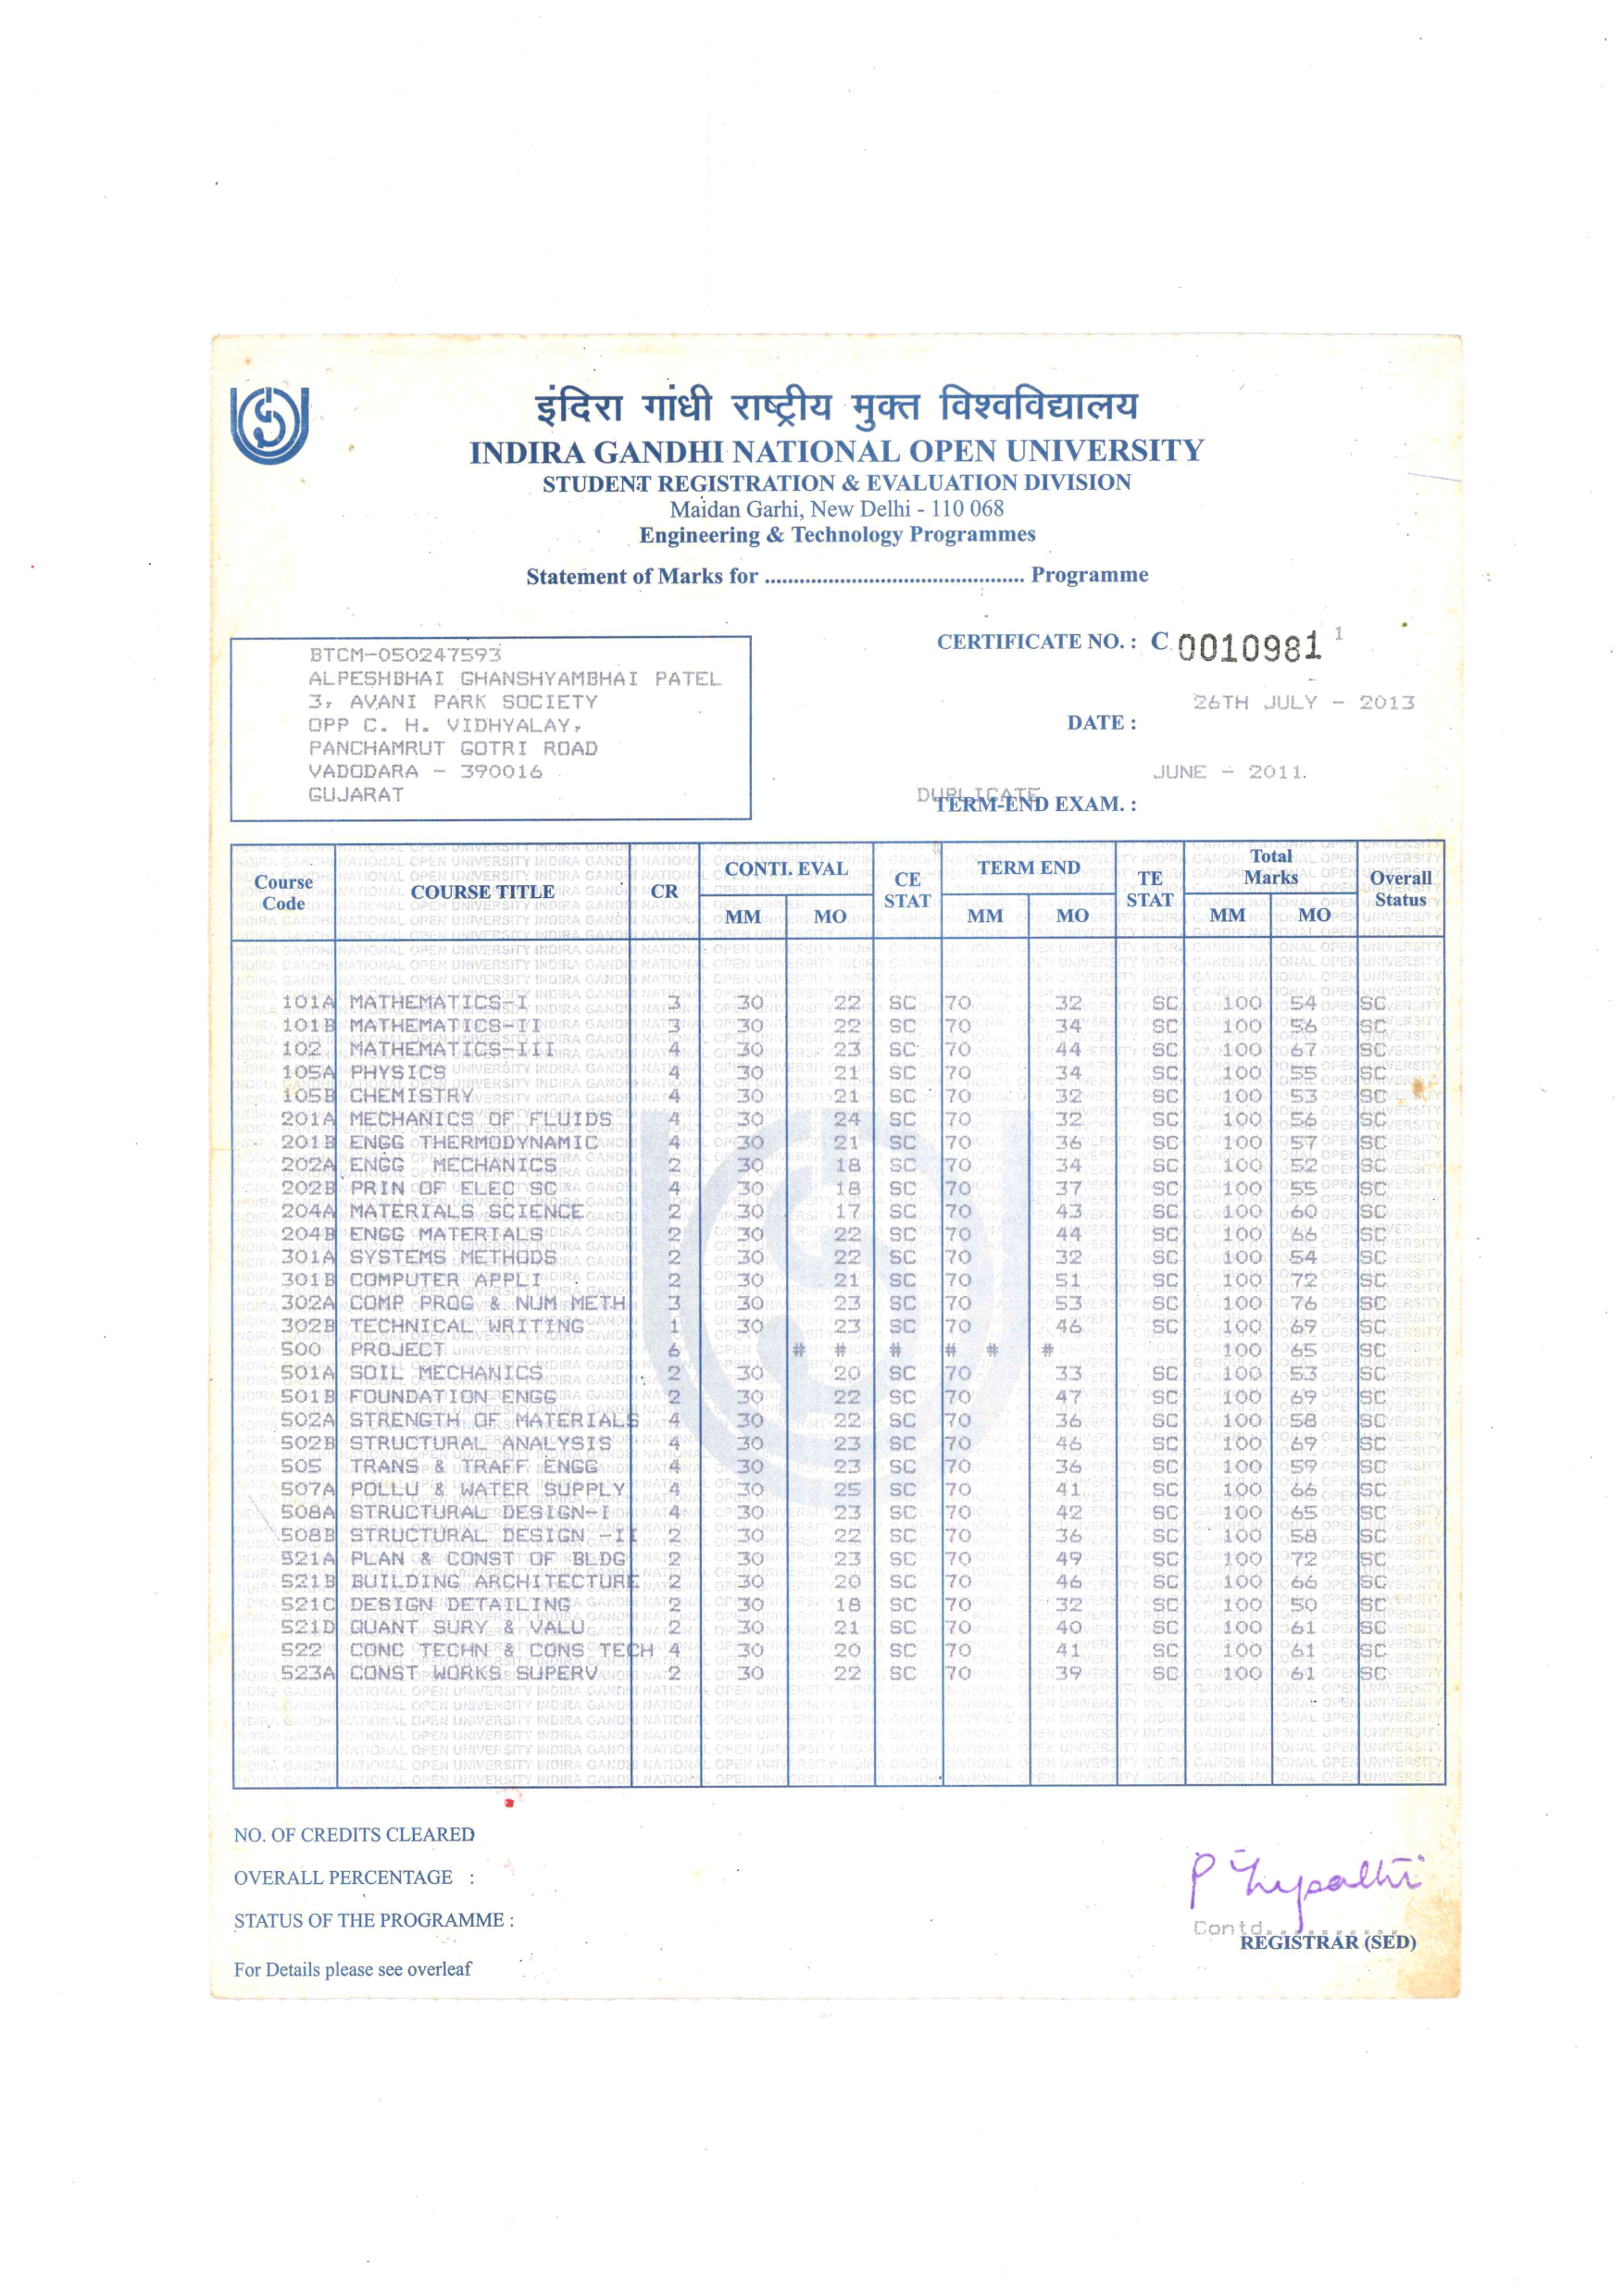 इंदिरा गांधी राष्ट्रीय मुक्त विश्वविद्यालय
INDIRA GANDHI NATIONAL OPEN UNIVERSITY
STUDENT REGISTRATION & EVALUATION DIVISION
Maidan Garhi, New Delhi - 110 068
Engineering & Technology Programmes
Statement of Marks for ............................................ Programme
CERTIFICATE NO. : C 0010981 1
BTCM-050247593
ALPESHBHAI GHANSHYAMBHAI PATEL
3, AVANI PARK SOCIETY
OPP C. H. VIDHYALAY,
PANCHAMRUT GOTRI ROAD
VADODARA - 390016
GUJARAT
26TH JULY - 2013
DATE :
JUNE - 2011.
DUPLICATE
TERM-END EXAM. :
Course Code COURSE TITLE CR CONTI. EVAL CE STAT TERM END TE STAT Total Marks Overall Status
MM MO MM MO MM MO
101A MATHEMATICS-I 3 30 22 SC 70 32 SC 100 54 SC
101B MATHEMATICS-II 3 30 22 SC 70 34 SC 100 56 SC
102 MATHEMATICS-III 4 30 23 SC 70 44 SC 100 67 SC
105A PHYSICS 4 30 21 SC 70 34 SC 100 55 SC
105B CHEMISTRY 4 30 21 SC 70 32 SC 100 53 SC
201A MECHANICS OF FLUIDS 4 30 24 SC 70 32 SC 100 56 SC
201B ENGG THERMODYNAMIC 4 30 21 SC 70 36 SC 100 57 SC
202A ENGG MECHANICS 2 30 18 SC 70 34 SC 100 52 SC
202B PRIN OF ELEC SC 4 30 18 SC 70 37 SC 100 55 SC
204A MATERIALS SCIENCE 2 30 17 SC 70 43 SC 100 60 SC
204B ENGG MATERIALS 2 30 22 SC 70 44 SC 100 66 SC
301A SYSTEMS METHODS 2 30 22 SC 70 32 SC 100 54 SC
301B COMPUTER APPLI 2 30 21 SC 70 51 SC 100 72 SC
302A COMP PROG & NUM METH 3 30 23 SC 70 53 SC 100 76 SC
302B TECHNICAL WRITING 1 30 23 SC 70 46 SC 100 69 SC
500 PROJECT 6 # # # # # # 100 65 SC
501A SOIL MECHANICS 2 30 20 SC 70 33 SC 100 53 SC
501B FOUNDATION ENGG 2 30 22 SC 70 47 SC 100 69 SC
502A STRENGTH OF MATERIALS 4 30 22 SC 70 36 SC 100 58 SC
502B STRUCTURAL ANALYSIS 4 30 23 SC 70 46 SC 100 69 SC
505 TRANS & TRAFF ENGG 4 30 23 SC 70 36 SC 100 59 SC
507A POLLU & WATER SUPPLY 4 30 25 SC 70 41 SC 100 66 SC
508A STRUCTURAL DESIGN-I 4 30 23 SC 70 42 SC 100 65 SC
508B STRUCTURAL DESIGN -II 2 30 22 SC 70 36 SC 100 58 SC
521A PLAN & CONST OF BLDG 2 30 23 SC 70 49 SC 100 72 SC
521B BUILDING ARCHITECTURE 2 30 20 SC 70 46 SC 100 66 SC
521C DESIGN DETAILING 2 30 18 SC 70 32 SC 100 50 SC
521D QUANT SURY & VALU 2 30 21 SC 70 40 SC 100 61 SC
522 CONC TECHN & CONS TECH 4 30 20 SC 70 41 SC 100 61 SC
523A CONST WORKS SUPERV 2 30 22 SC 70 39 SC 100 61 SC
NO. OF CREDITS CLEARED
OVERALL PERCENTAGE :
STATUS OF THE PROGRAMME :
Contd...........
REGISTRAR (SED)
For Details please see overleaf